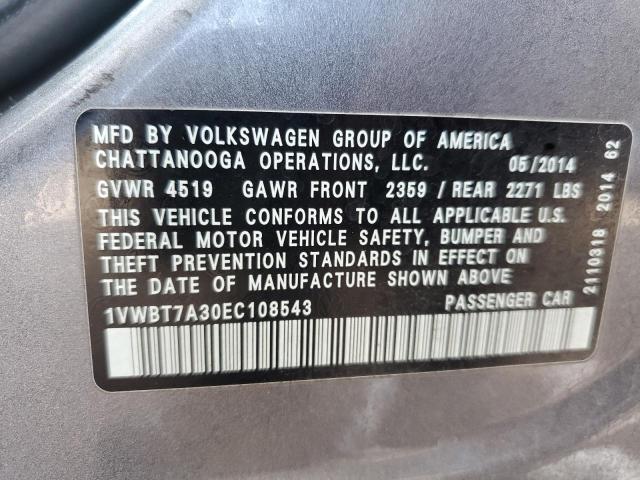 MFD BY VOLKSWAGEN GROUP OF AMERICA
CHATTANOOGA OPERATIONS, LLC. 05/2014
GVWR 4519 GAWR FRONT 2359 / REAR 2271 LBS
THIS VEHICLE CONFORMS TO ALL APPLICABLE U.S.
FEDERAL MOTOR VEHICLE SAFETY, BUMPER AND
THEFT PREVENTION STANDARDS IN EFFECT ON
THE DATE OF MANUFACTURE SHOWN ABOVE
1VWBT7A30EC108543 PASSENGER CAR
2110318 2014 62